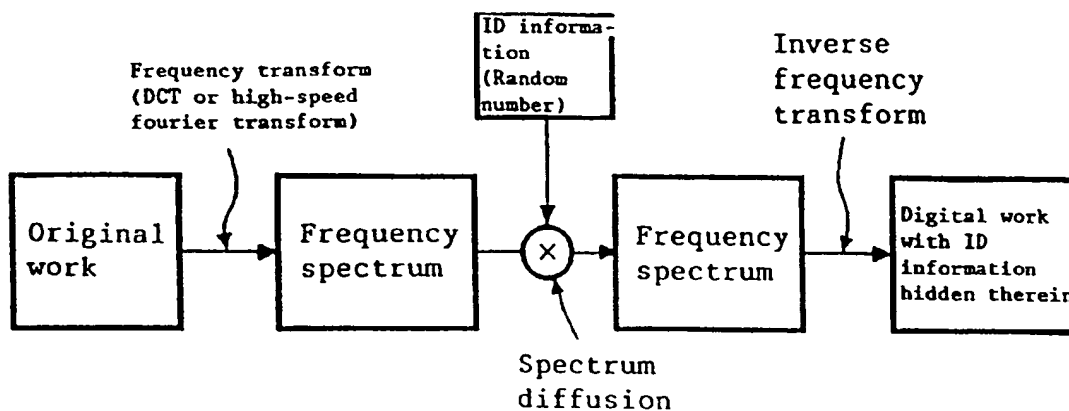 Frequency transform
(DCT or high-speed
fourier transform)
ID informa-
tion
(Random
number)
Inverse
frequency
transform
Original
work
Frequency
spectrum
×
Frequency
spectrum
Digital work
with ID
information
hidden therein
Spectrum
diffusion